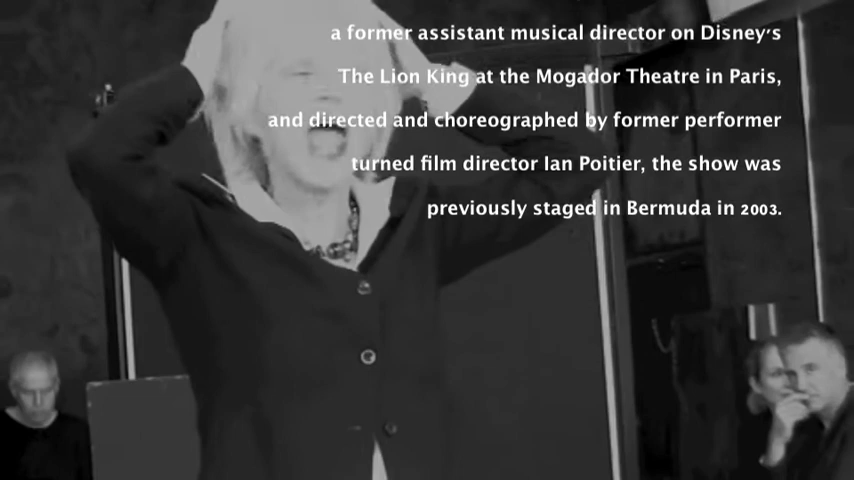 a former assistant musical director on Disney's
The Lion King at the Mogador Theatre in Paris,
and directed and choreographed by former performer
turned film director Ian Poitier, the show was
previously staged in Bermuda in 2003.